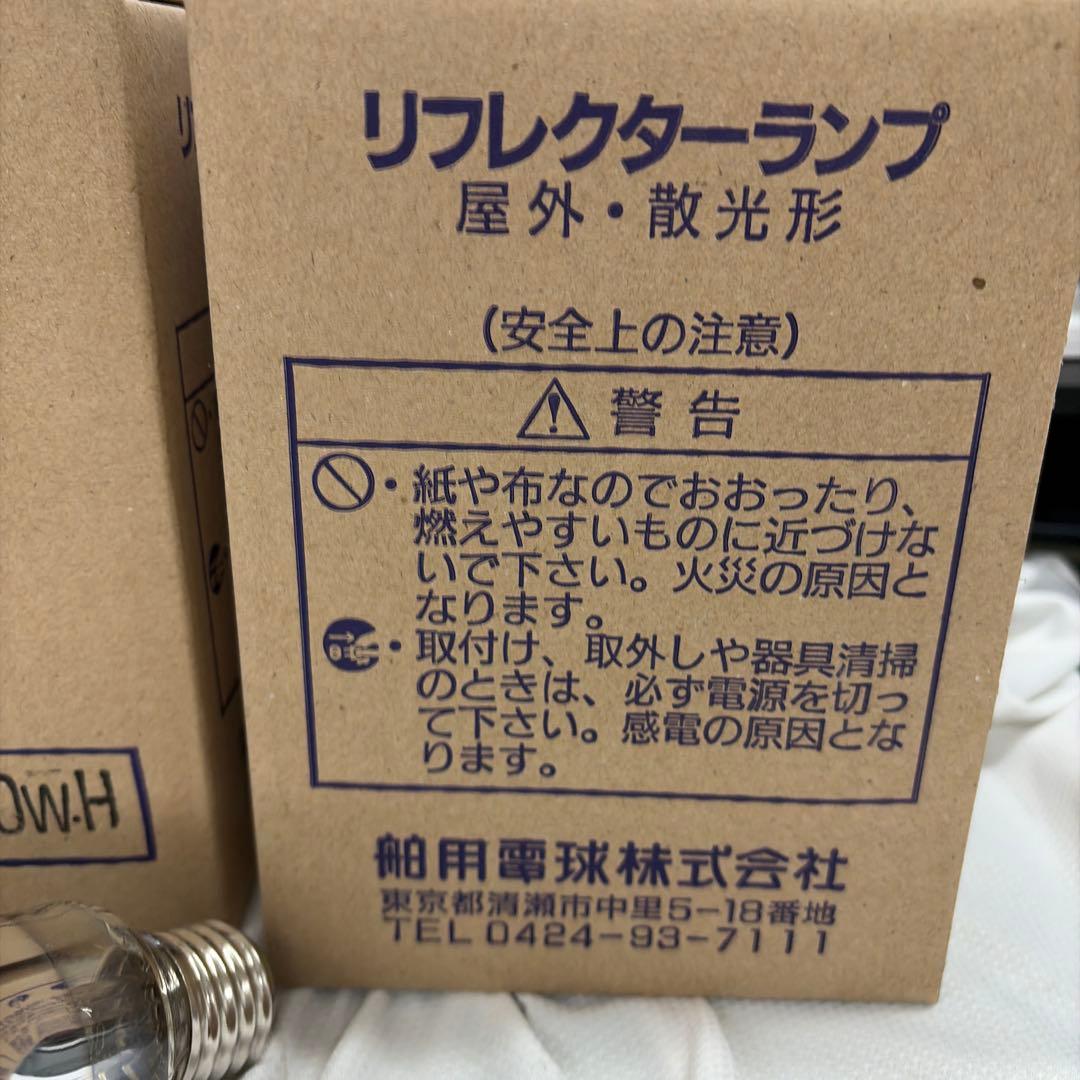 リフレクターランプ
屋外・散光形
(安全上の注意)
警告
・紙や布なのでおおったり、
燃えやすいものに近づけな
いで下さい。火災の原因と
なります。
・取付け、取外しや器具清掃
のときは、必ず電源を切っ
て下さい。感電の原因とな
ります。
舶用電球株式会社
東京都清瀬市中里5-18番地
TEL 0424-93-7111
0W・H